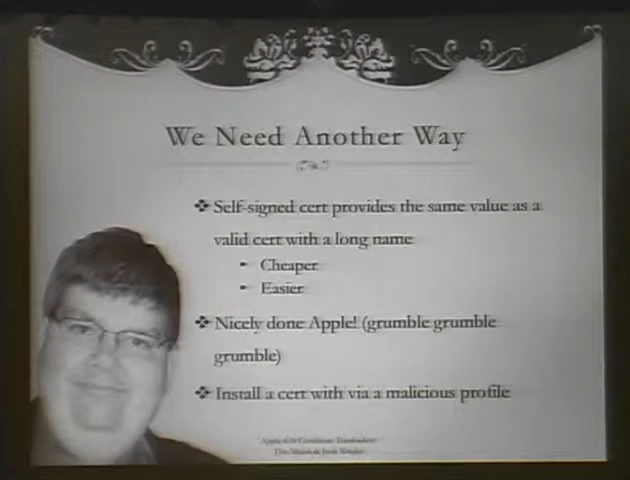 We Need Another Way
❖ Self-signed cert provides the same value as a
valid cert with a long name
- Cheaper
- Easier
❖ Nicely done Apple! (grumble grumble
grumble)
❖ Install a cert with via a malicious profile
Apple